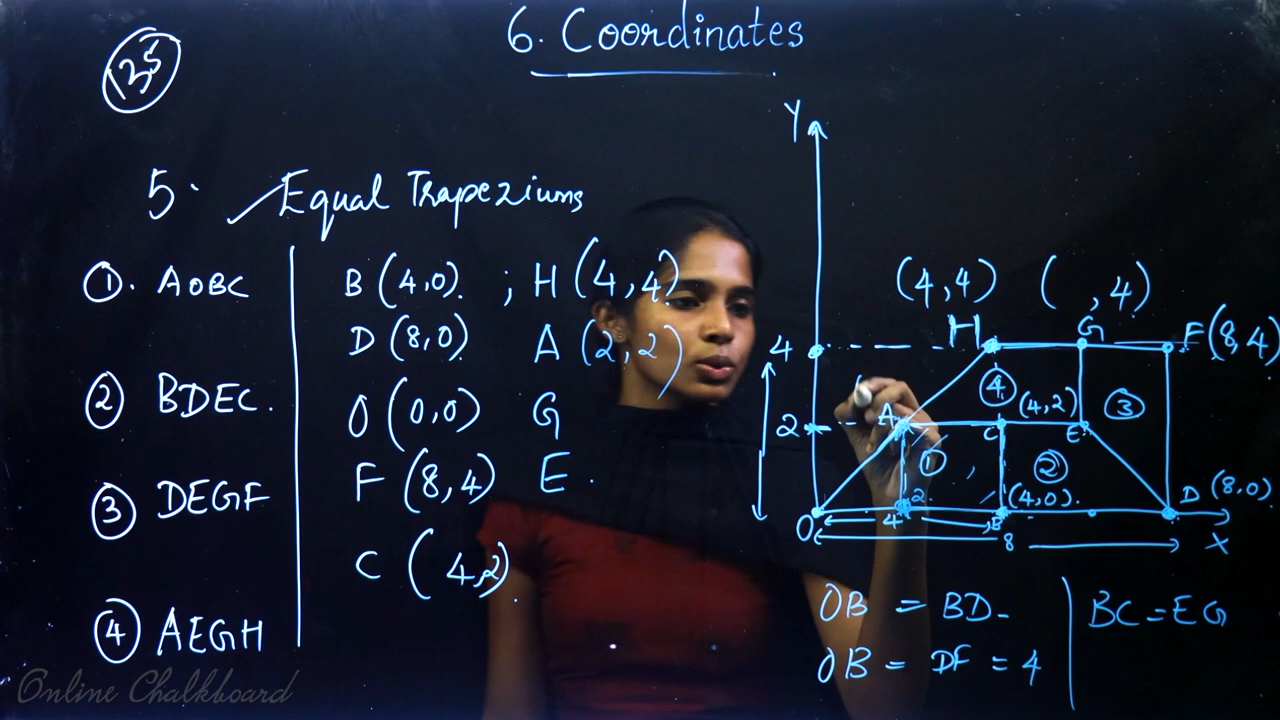 6. Coordinates
35
5. Equal Trapeziums
① AOBC
② BDEC.
③ DEGF
④ AEGH
B (4,0). ; H (4,4)
D (8,0) A (2,2)
O (0,0) G
F (8,4) E.
C (4,2).
Y
(4,4) ( ,4)
4 H G F (8,4)
④ (4,2) ③
2 A C E
① ②
2 (4,0). D (8,0)
O 4 B X
8
OB = BD
OB = DF = 4
BC = EG
Online Chalkboard